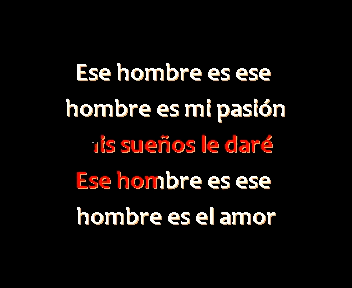 Ese hombre es ese
hombre es mi pasión
sueños le daré
Ese hombre es ese
hombre es el amor